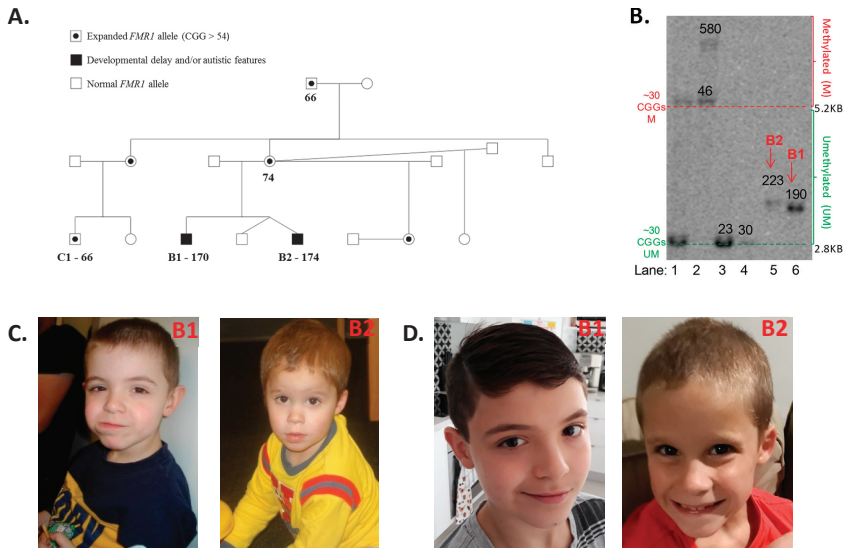 A.
Expanded FMR1 allele (CGG > 54)
Developmental delay and/or autistic features
Normal FMR1 allele
66
74
C1 - 66
B1 - 170
B2 - 174
B.
580
46
~30
CGGs
M
Methylated (M)
5.2KB
B2
B1
223
190
23
30
~30
CGGs
UM
Umethylated (UM)
2.8KB
Lane: 1 2 3 4 5 6
C.
B1
B2
D.
B1
B2